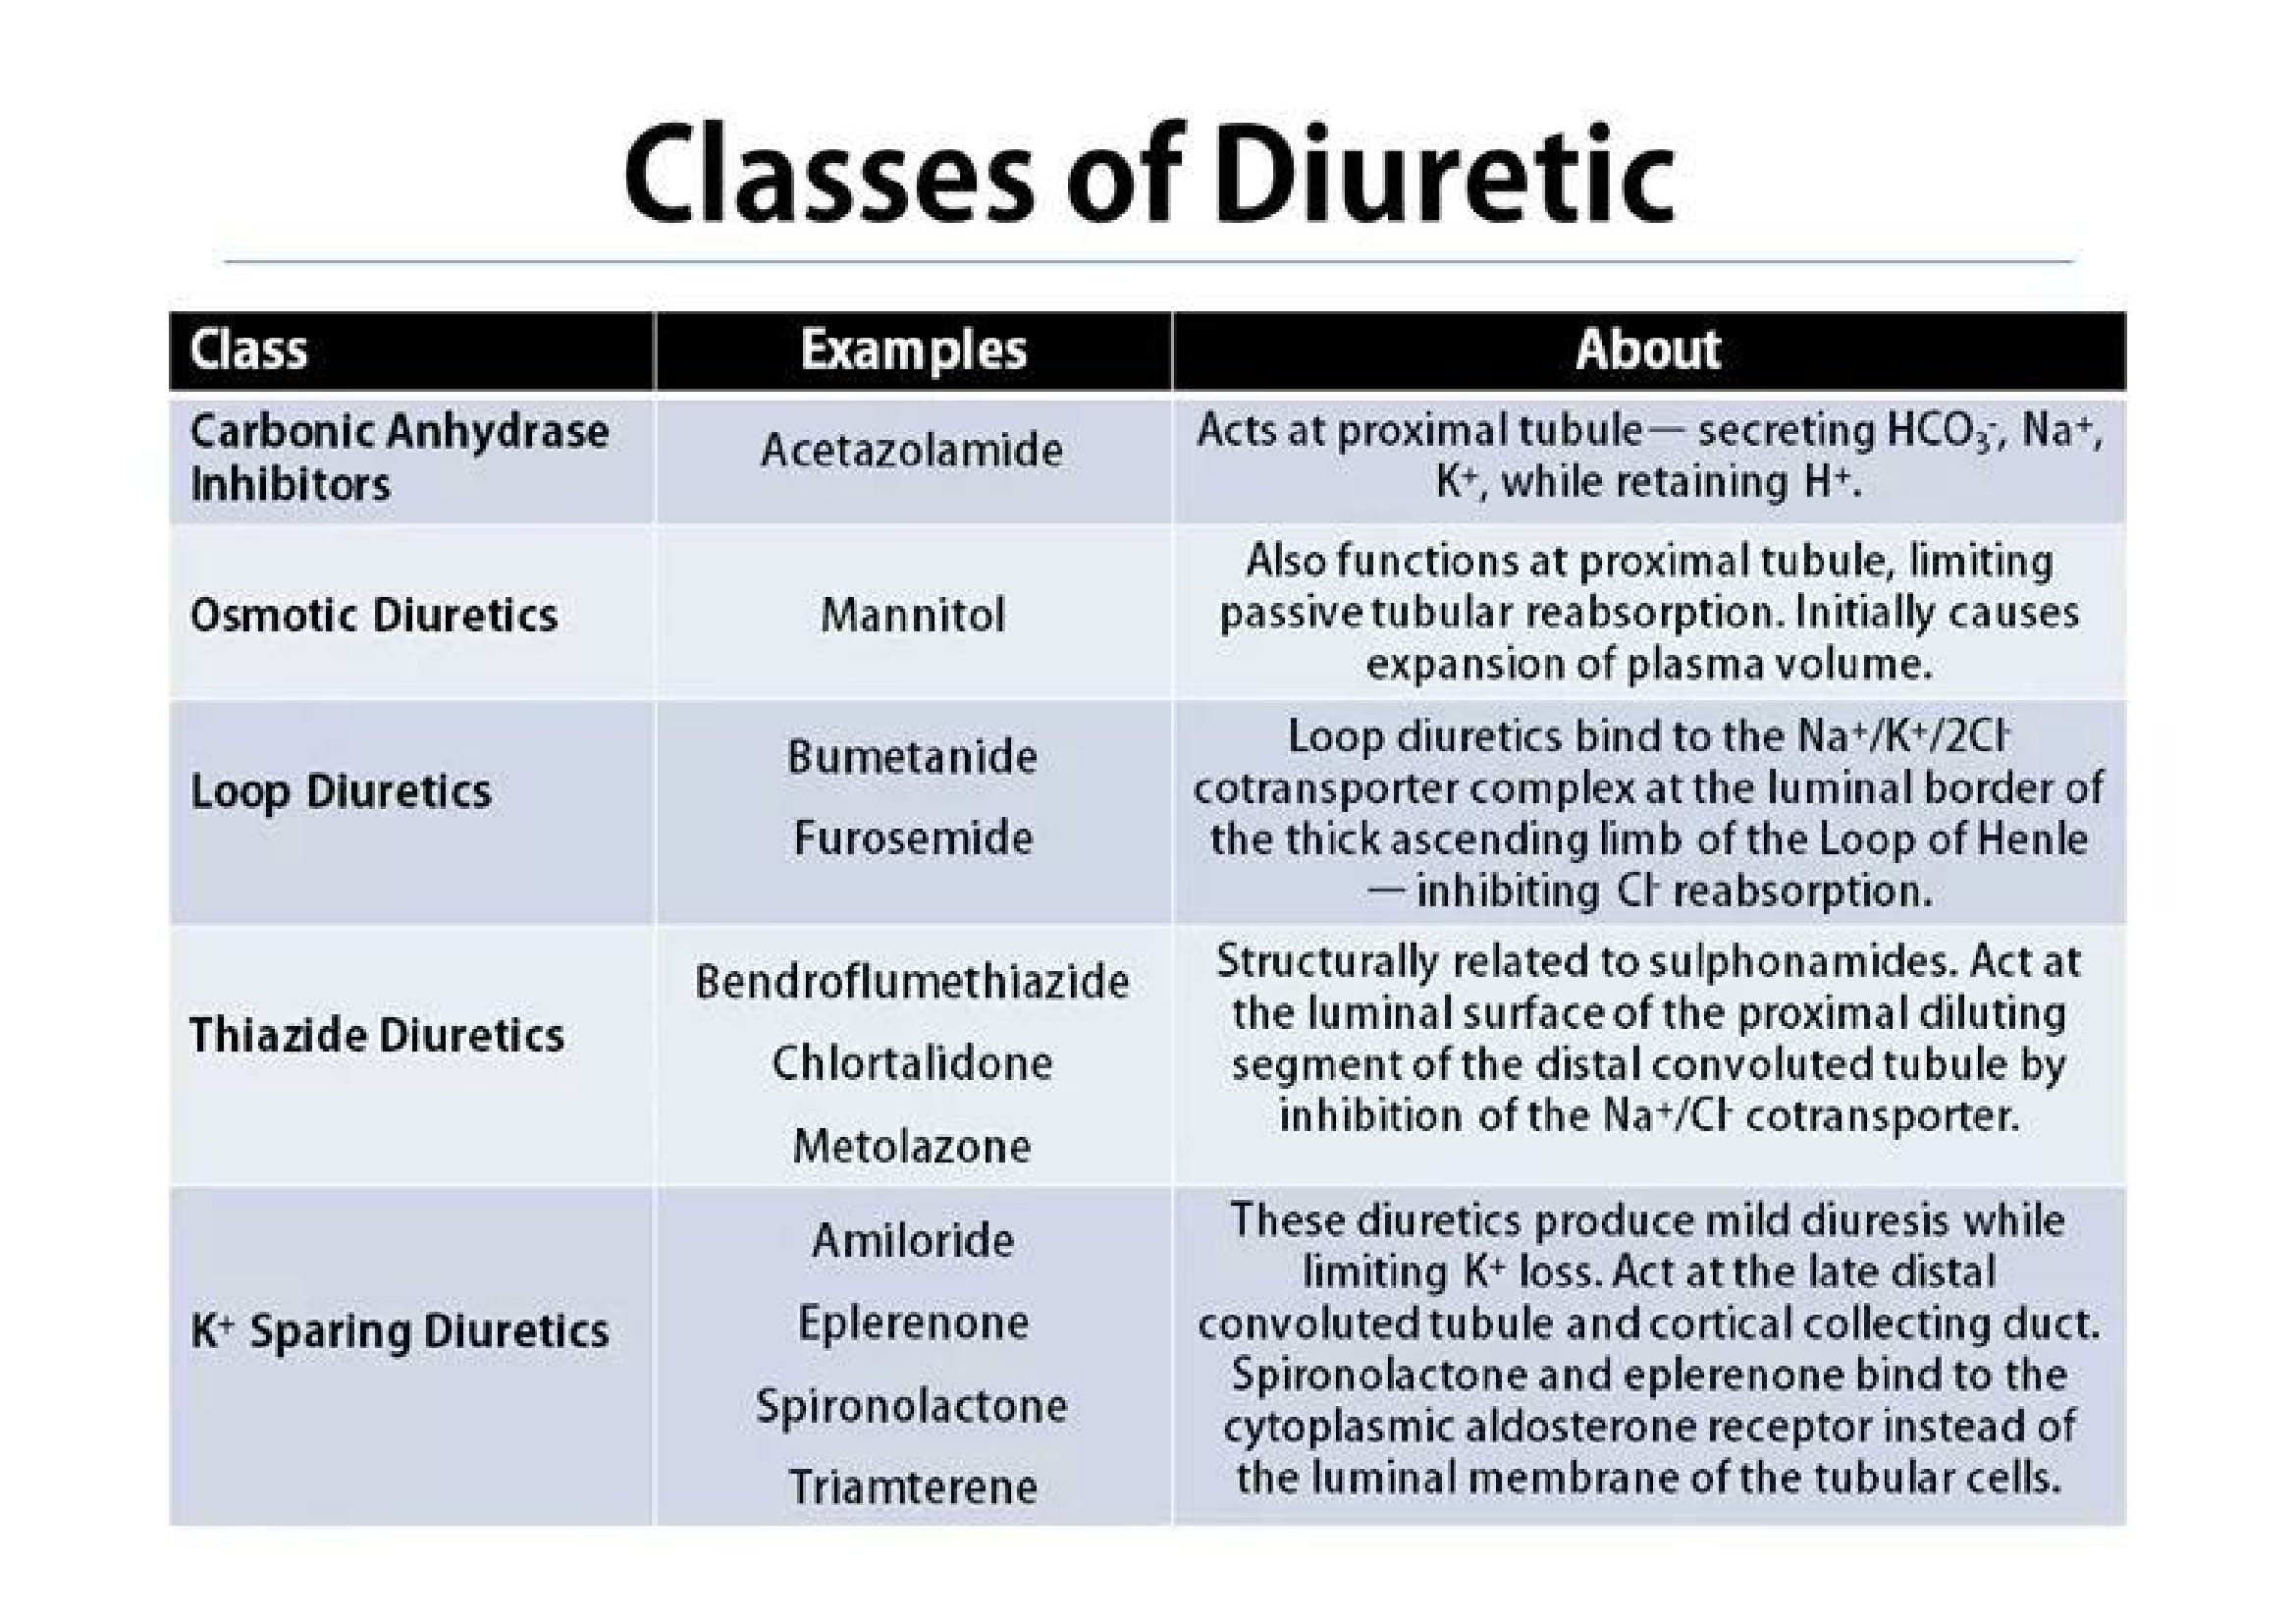 Classes of Diuretic
Class Examples About
Carbonic Anhydrase
Inhibitors
Acetazolamide
Acts at proximal tubule— secreting HCO₃⁻, Na⁺,
K⁺, while retaining H⁺.
Osmotic Diuretics
Mannitol
Also functions at proximal tubule, limiting
passive tubular reabsorption. Initially causes
expansion of plasma volume.
Loop Diuretics
Bumetanide
Furosemide
Loop diuretics bind to the Na⁺/K⁺/2Cl⁻
cotransporter complex at the luminal border of
the thick ascending limb of the Loop of Henle
— inhibiting Cl⁻ reabsorption.
Thiazide Diuretics
Bendroflumethiazide
Chlortalidone
Metolazone
Structurally related to sulphonamides. Act at
the luminal surface of the proximal diluting
segment of the distal convoluted tubule by
inhibition of the Na⁺/Cl⁻ cotransporter.
K⁺ Sparing Diuretics
Amiloride
Eplerenone
Spironolactone
Triamterene
These diuretics produce mild diuresis while
limiting K⁺ loss. Act at the late distal
convoluted tubule and cortical collecting duct.
Spironolactone and eplerenone bind to the
cytoplasmic aldosterone receptor instead of
the luminal membrane of the tubular cells.